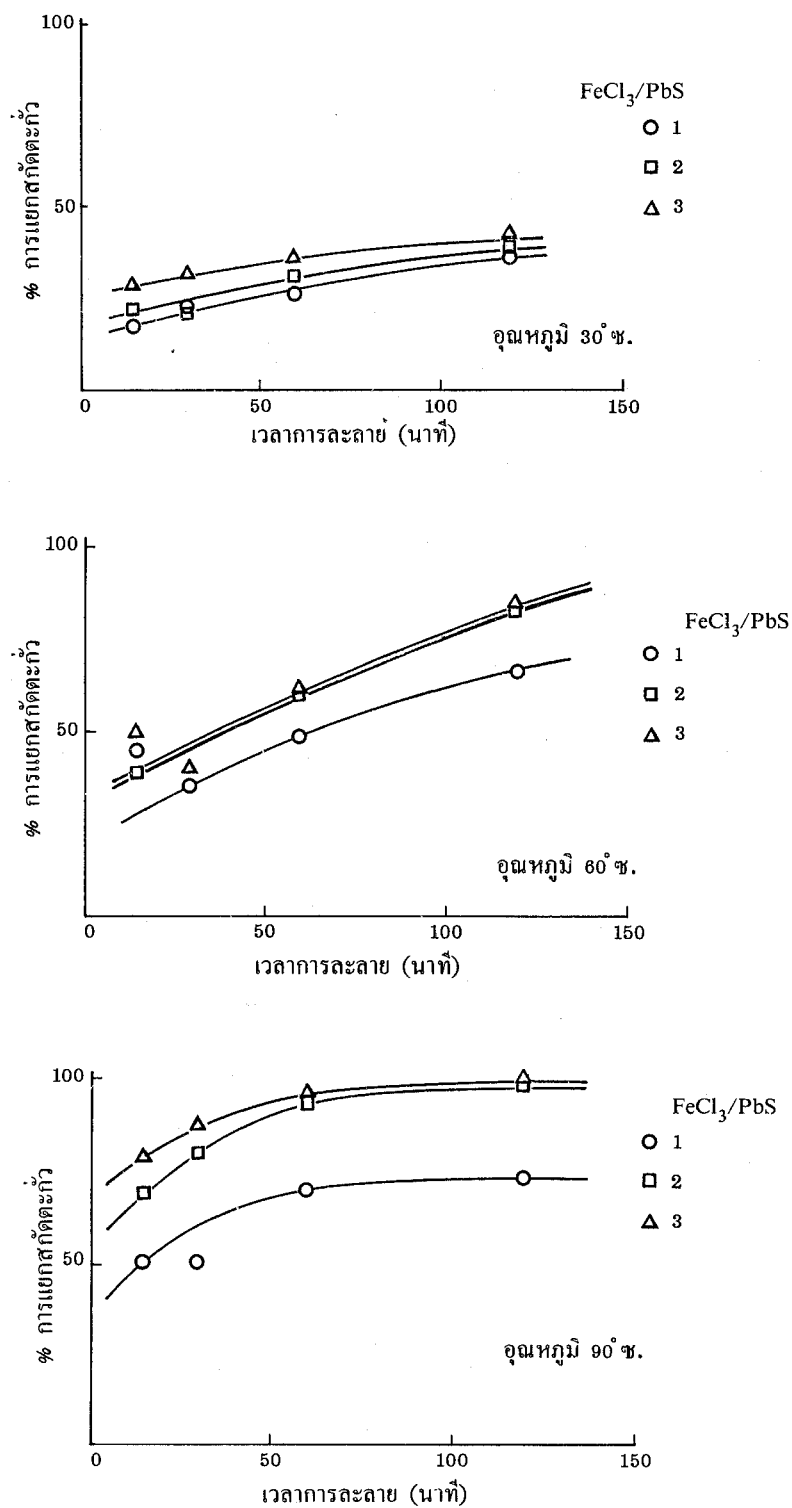 100
50
% การแยกสกัดตะกั่ว
FeCl3/PbS
○ 1
□ 2
△ 3
อุณหภูมิ 30°ซ.
0 50 100 150
เวลาการละลาย (นาที)
100
50
% การแยกสกัดตะกั่ว
FeCl3/PbS
○ 1
□ 2
△ 3
อุณหภูมิ 60°ซ.
0 50 100 150
เวลาการละลาย (นาที)
100
50
% การแยกสกัดตะกั่ว
FeCl3/PbS
○ 1
□ 2
△ 3
อุณหภูมิ 90°ซ.
0 50 100 150
เวลาการละลาย (นาที)